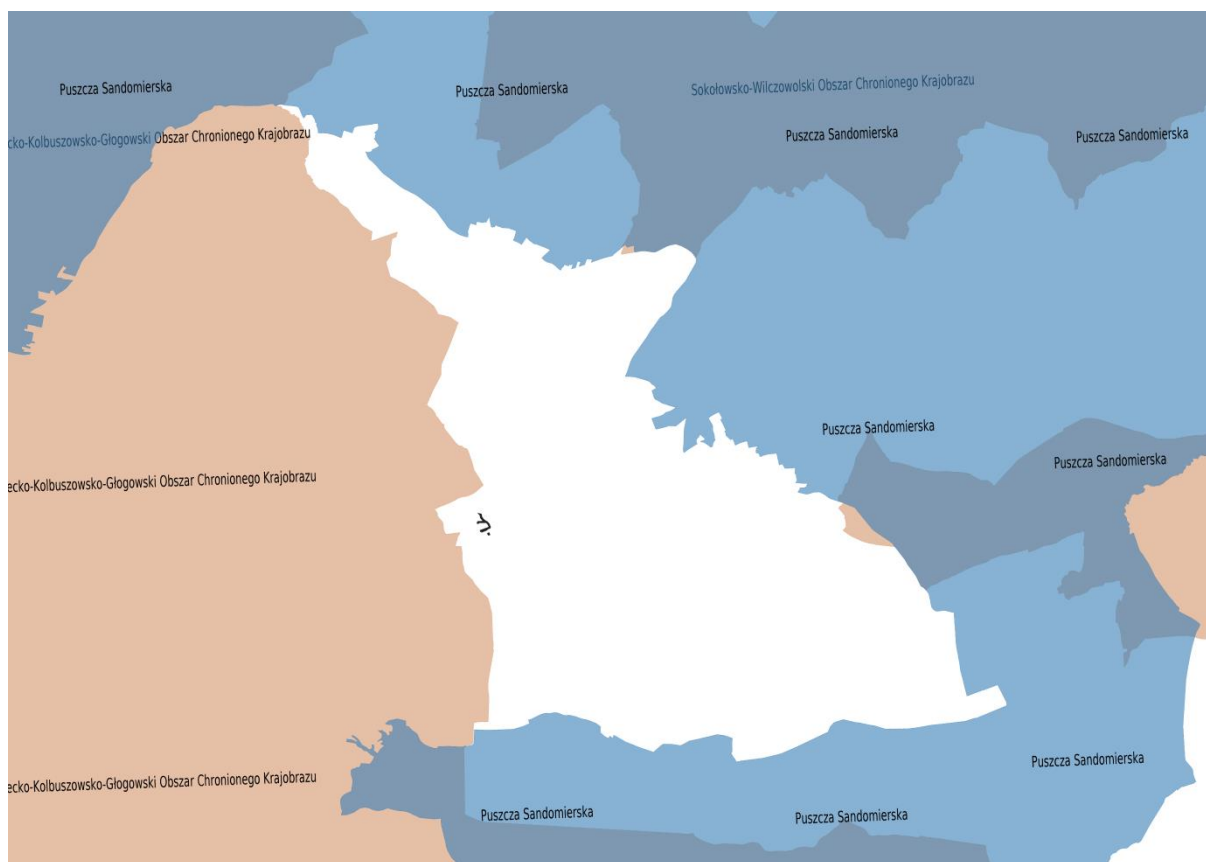 Puszcza Sandomierska
Puszcza Sandomierska
Sokołowsko-Wilczowolski Obszar Chronionego Krajobrazu
cko-Kolbuszowsko-Głogowski Obszar Chronionego Krajobrazu
Puszcza Sandomierska
Puszcza Sandomierska
Puszcza Sandomierska
Puszcza Sandomierska
ecko-Kolbuszowsko-Głogowski Obszar Chronionego Krajobrazu
ecko-Kolbuszowsko-Głogowski Obszar Chronionego Krajobrazu
Puszcza Sandomierska
Puszcza Sandomierska
Puszcza Sandomierska